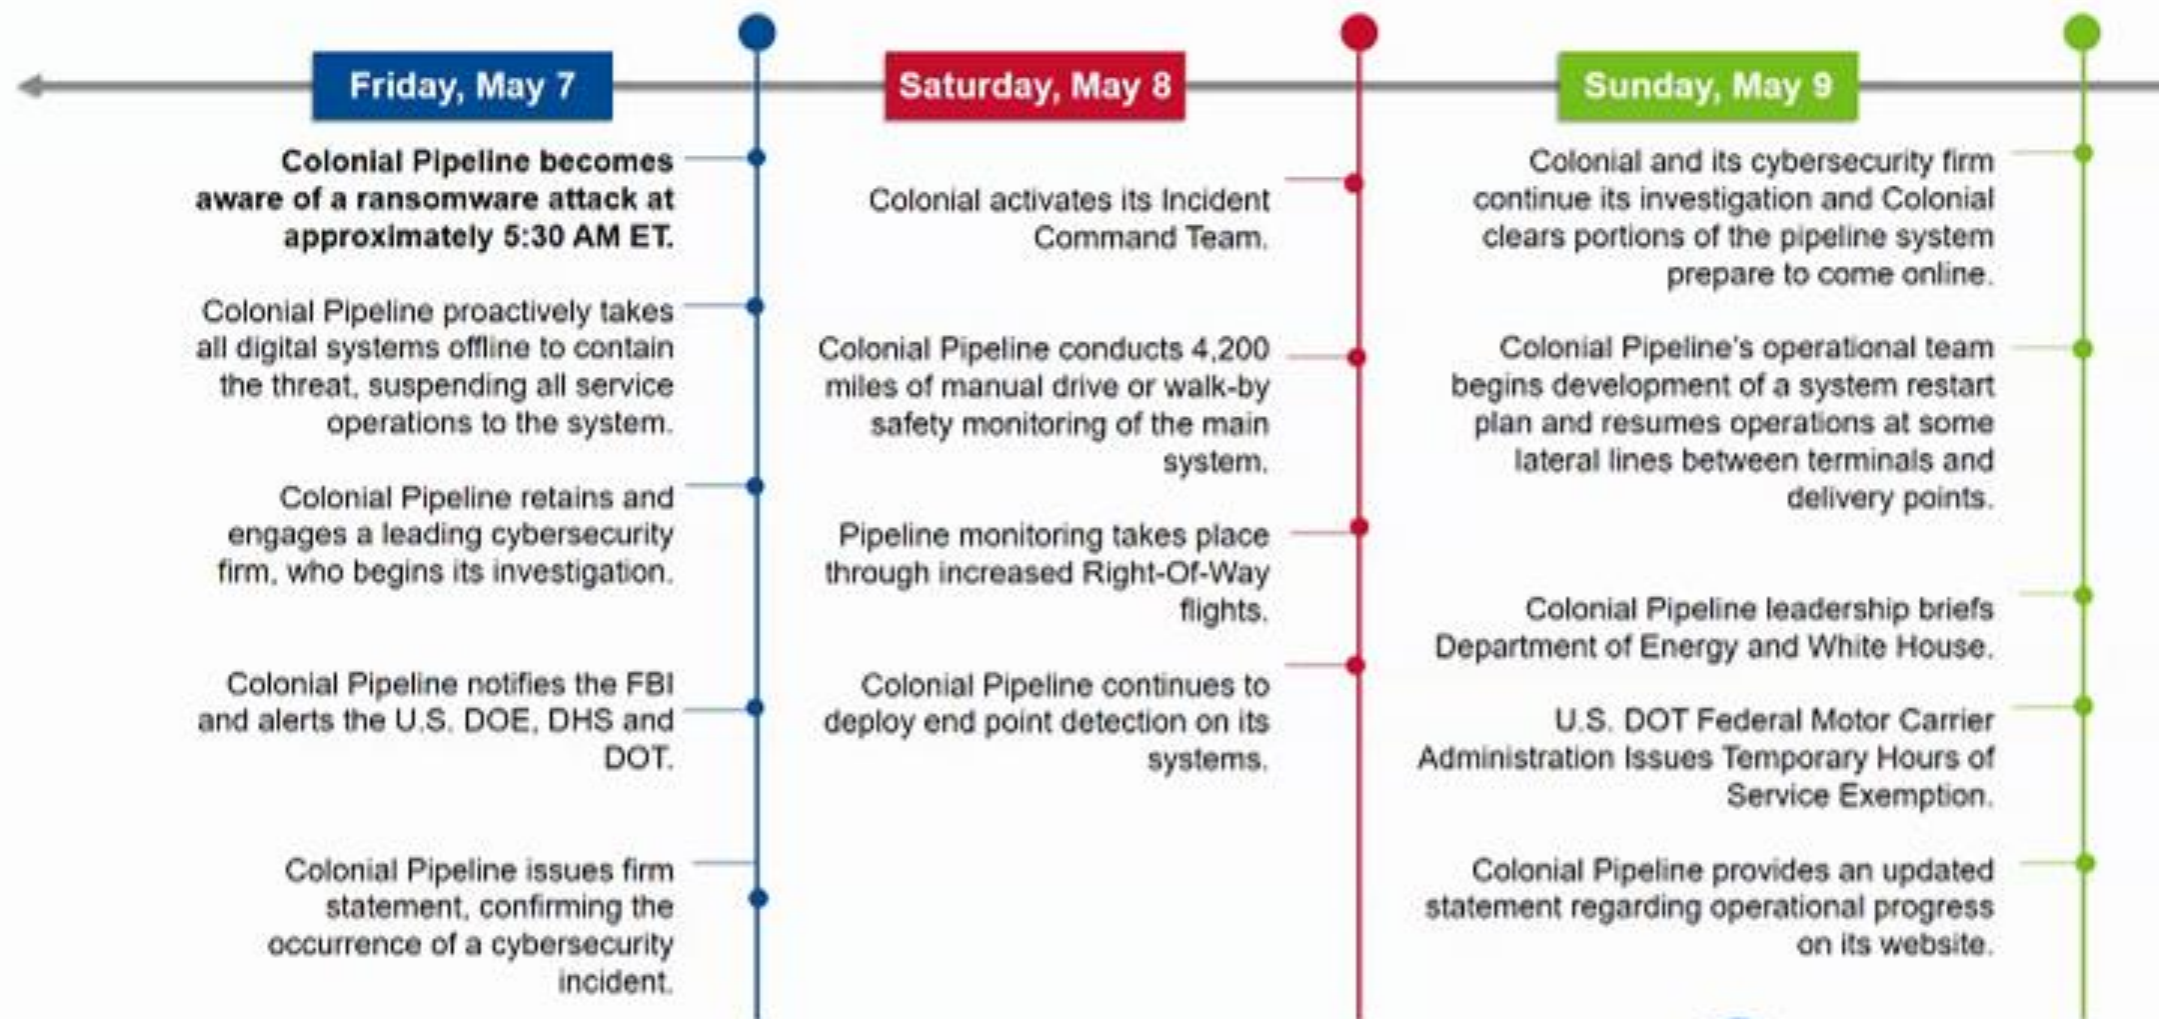 Friday, May 7
Colonial Pipeline becomes
aware of a ransomware attack at
approximately 5:30 AM ET.
Colonial Pipeline proactively takes
all digital systems offline to contain
the threat, suspending all service
operations to the system.
Colonial Pipeline retains and
engages a leading cybersecurity
firm, who begins its investigation.
Colonial Pipeline notifies the FBI
and alerts the U.S. DOE, DHS and
DOT.
Colonial Pipeline issues firm
statement, confirming the
occurrence of a cybersecurity
incident.
Saturday, May 8
Colonial activates its Incident
Command Team.
Colonial Pipeline conducts 4,200
miles of manual drive or walk-by
safety monitoring of the main
system.
Pipeline monitoring takes place
through increased Right-Of-Way
flights.
Colonial Pipeline continues to
deploy end point detection on its
systems.
Sunday, May 9
Colonial and its cybersecurity firm
continue its investigation and Colonial
clears portions of the pipeline system
prepare to come online.
Colonial Pipeline's operational team
begins development of a system restart
plan and resumes operations at some
lateral lines between terminals and
delivery points.
Colonial Pipeline leadership briefs
Department of Energy and White House.
U.S. DOT Federal Motor Carrier
Administration Issues Temporary Hours of
Service Exemption.
Colonial Pipeline provides an updated
statement regarding operational progress
on its website.